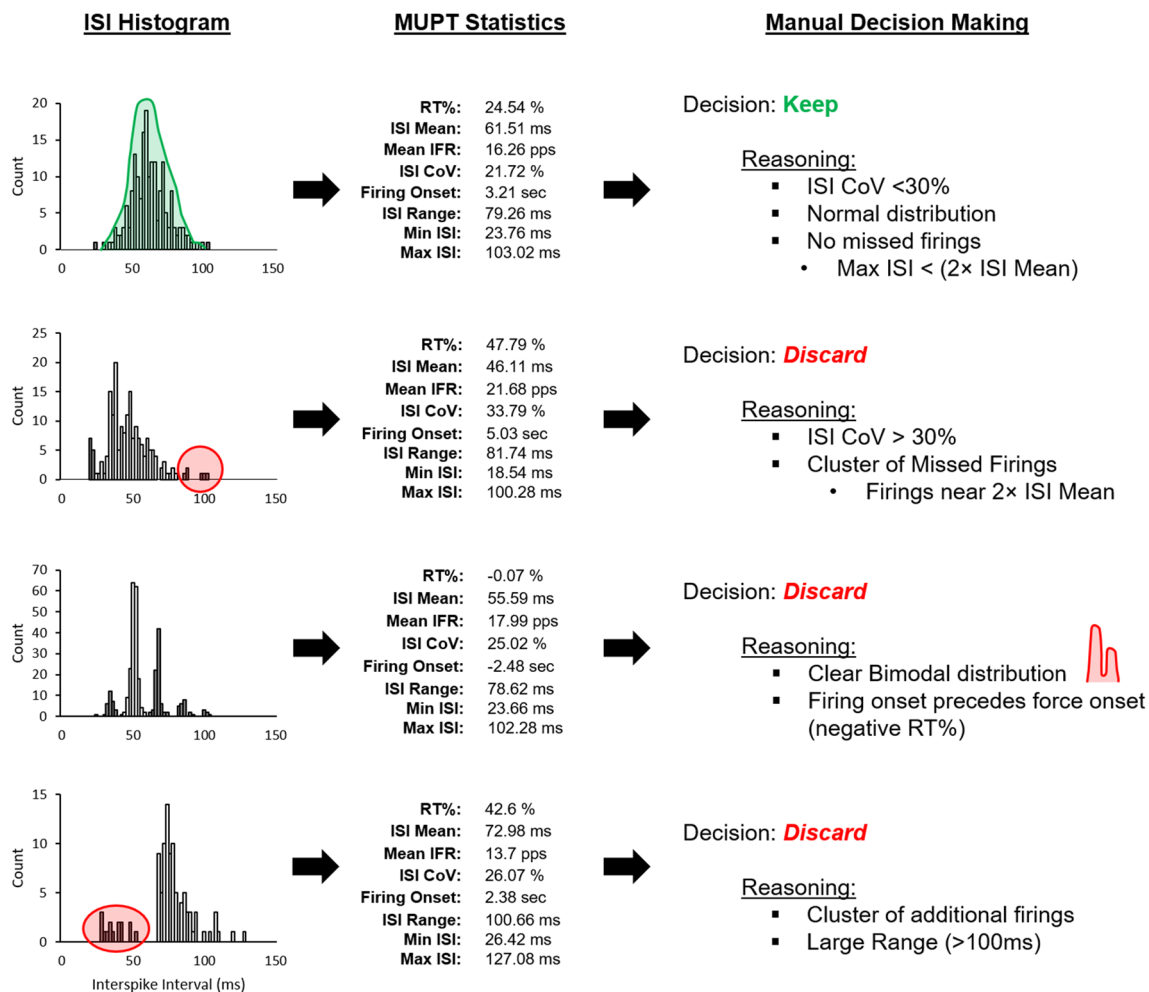 ISI Histogram
MUPT Statistics
Manual Decision Making
20
15
10
5
0
Count
0 50 100 150
RT%: 24.54 %
ISI Mean: 61.51 ms
Mean IFR: 16.26 pps
ISI CoV: 21.72 %
Firing Onset: 3.21 sec
ISI Range: 79.26 ms
Min ISI: 23.76 ms
Max ISI: 103.02 ms
Decision: Keep
Reasoning:
▪ ISI CoV <30%
▪ Normal distribution
▪ No missed firings
• Max ISI < (2× ISI Mean)
25
20
15
10
5
0
Count
0 50 100 150
RT%: 47.79 %
ISI Mean: 46.11 ms
Mean IFR: 21.68 pps
ISI CoV: 33.79 %
Firing Onset: 5.03 sec
ISI Range: 81.74 ms
Min ISI: 18.54 ms
Max ISI: 100.28 ms
Decision: Discard
Reasoning:
▪ ISI CoV > 30%
▪ Cluster of Missed Firings
• Firings near 2× ISI Mean
70
60
50
40
30
20
10
0
Count
0 50 100 150
RT%: -0.07 %
ISI Mean: 55.59 ms
Mean IFR: 17.99 pps
ISI CoV: 25.02 %
Firing Onset: -2.48 sec
ISI Range: 78.62 ms
Min ISI: 23.66 ms
Max ISI: 102.28 ms
Decision: Discard
Reasoning:
▪ Clear Bimodal distribution
▪ Firing onset precedes force onset
(negative RT%)
15
10
5
0
Count
0 50 100 150
Interspike Interval (ms)
RT%: 42.6 %
ISI Mean: 72.98 ms
Mean IFR: 13.7 pps
ISI CoV: 26.07 %
Firing Onset: 2.38 sec
ISI Range: 100.66 ms
Min ISI: 26.42 ms
Max ISI: 127.08 ms
Decision: Discard
Reasoning:
▪ Cluster of additional firings
▪ Large Range (>100ms)